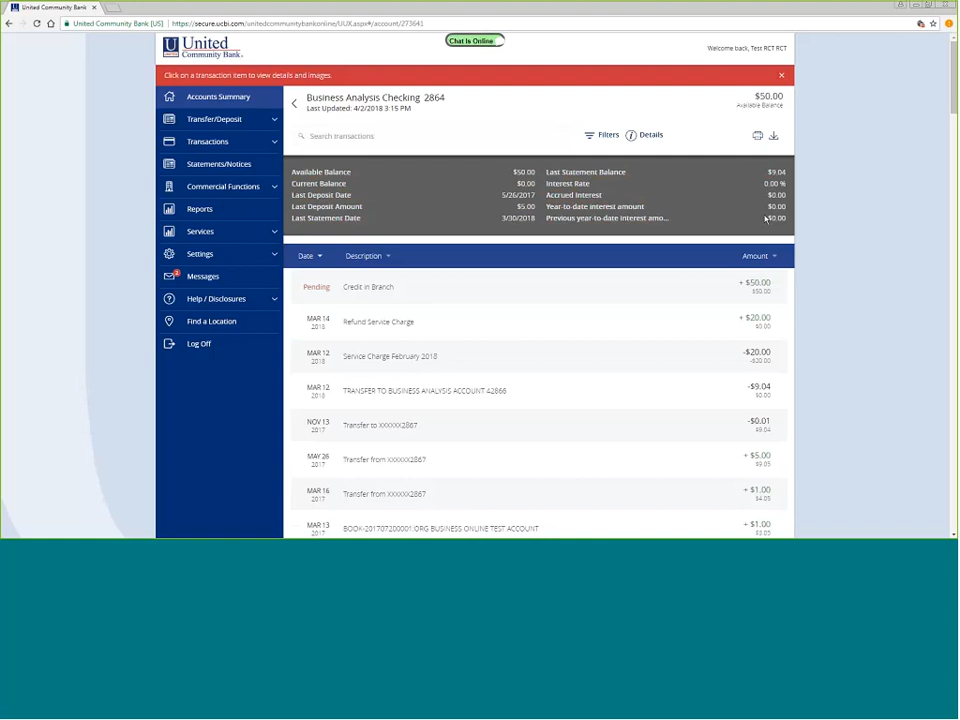 United Community Bank
United Community Bank [US] https://secure.ucbi.com/unitedcommunitybankonline/UUX.aspx#/account/273641
United
Community Bank
Chat Is Online
Welcome back, Test RCT RCT
Click on a transaction item to view details and images.
Accounts Summary
Transfer/Deposit
Transactions
Statements/Notices
Commercial Functions
Reports
Services
Settings
Messages
2
Help / Disclosures
Find a Location
Log Off
Business Analysis Checking 2864
Last Updated: 4/2/2018 3:15 PM
$50.00
Available Balance
Search transactions
Filters
Details
Available Balance $50.00 Last Statement Balance $9.04
Current Balance $0.00 Interest Rate 0.00 %
Last Deposit Date 5/26/2017 Accrued Interest $0.00
Last Deposit Amount $5.00 Year-to-date interest amount $0.00
Last Statement Date 3/30/2018 Previous year-to-date interest amo... $0.00
Date Description Amount
Pending Credit in Branch + $50.00
$50.00
MAR 14 Refund Service Charge + $20.00
2018 $0.00
MAR 12 Service Charge February 2018 -$20.00
2018 -$20.00
MAR 12 TRANSFER TO BUSINESS ANALYSIS ACCOUNT 42866 -$9.04
2018 $0.00
NOV 13 Transfer to XXXXXX2867 -$0.01
2017 $9.04
MAY 26 Transfer from XXXXXX2867 + $5.00
2017 $9.05
MAR 16 Transfer from XXXXXX2867 + $1.00
2017 $4.05
MAR 13 BOOK-201707200001:ORG BUSINESS ONLINE TEST ACCOUNT + $1.00
2017 $3.05